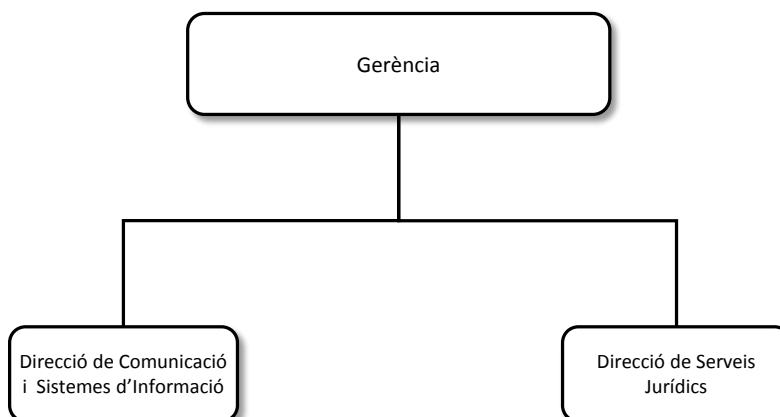 Gerència
Direcció de Comunicació
i Sistemes d'Informació
Direcció de Serveis
Jurídics